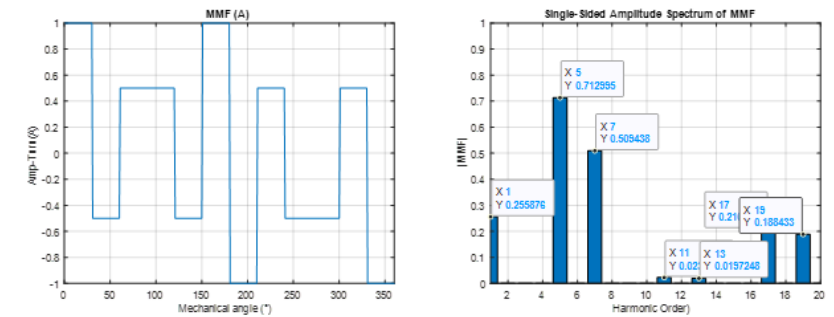 MMF (A)
Amp-Turn (A)
1
0.8
0.6
0.4
0.2
0
-0.2
-0.4
-0.6
-0.8
-1
0 50 100 150 200 250 300 350
Mechanical angle (°)
Single-Sided Amplitude Spectrum of MMF
|MMF|
1
0.9
0.8
0.7
0.6
0.5
0.4
0.3
0.2
0.1
0
X 5
Y 0.712995
X 7
Y 0.509438
X 1
Y 0.255876
X 17
X 19
Y 0.188433
X 11
X 13
Y 0.0197248
2 4 6 8 10 12 14 16 18 20
Harmonic Order)